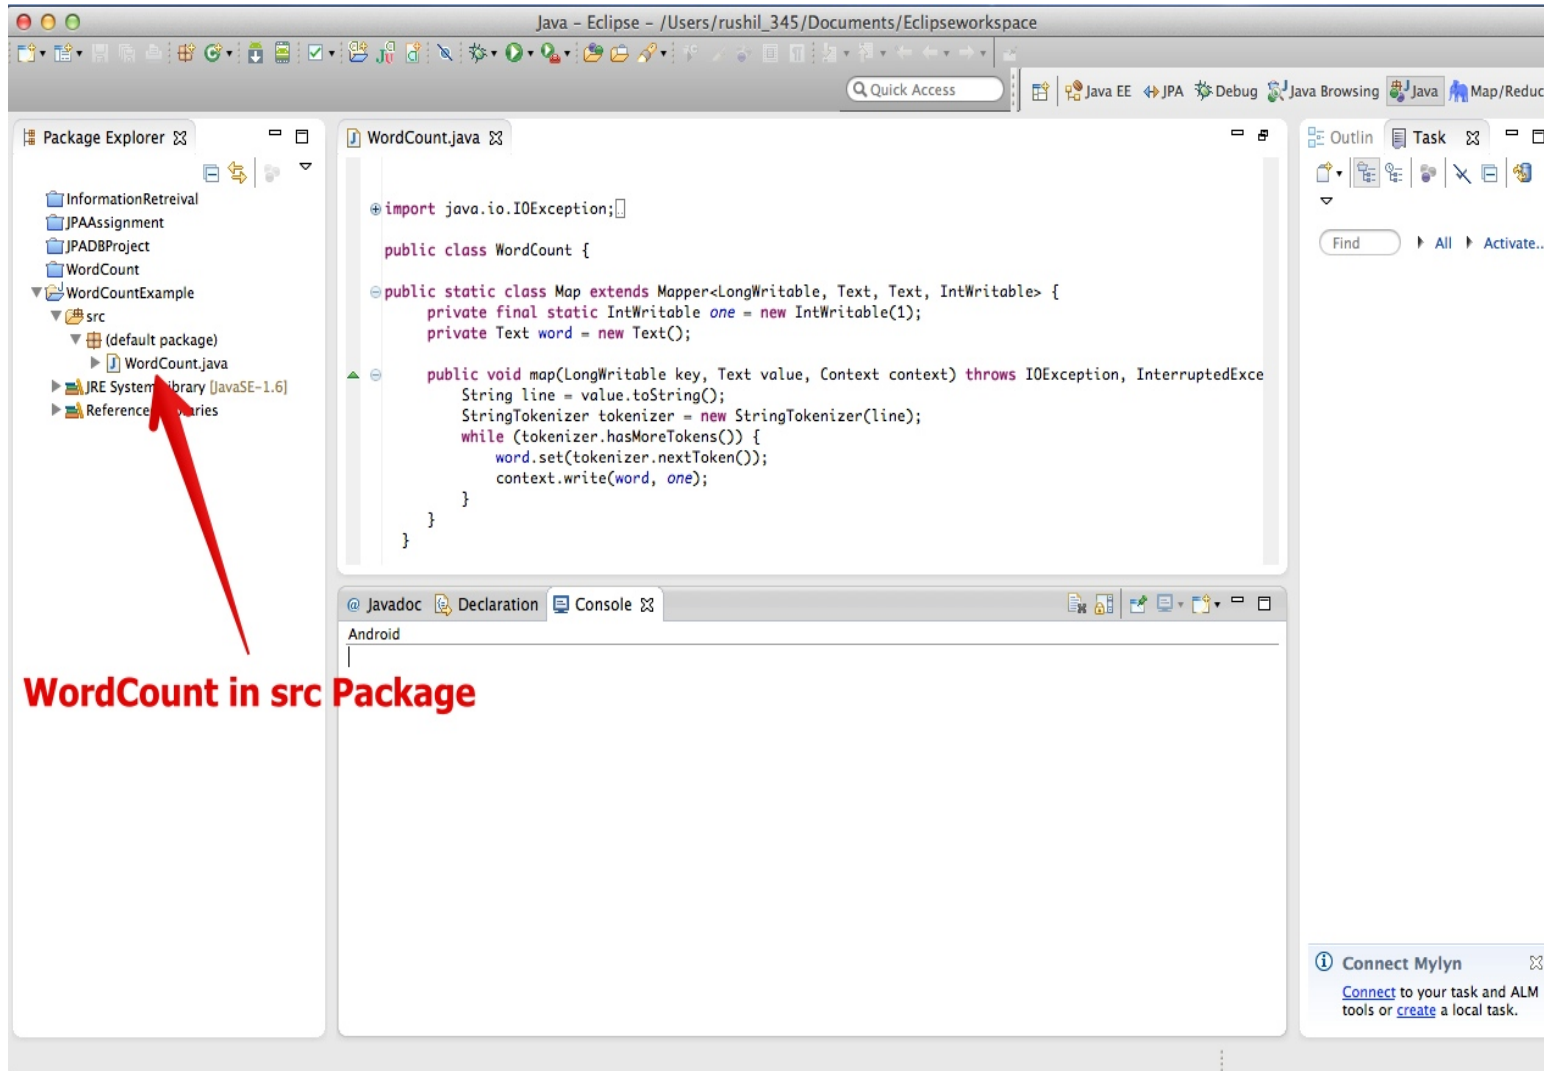 Java – Eclipse – /Users/rushil_345/Documents/Eclipseworkspace
Quick Access
Java EE
JPA
Debug
Java Browsing
Java
Map/Reduc
Package Explorer
InformationRetreival
JPAAssignment
JPADBProject
WordCount
WordCountExample
src
(default package)
WordCount.java
JRE System Library [JavaSE-1.6]
WordCount in src Package
WordCount.java
import java.io.IOException;
public class WordCount {
public static class Map extends Mapper<LongWritable, Text, Text, IntWritable> {
private final static IntWritable one = new IntWritable(1);
private Text word = new Text();
public void map(LongWritable key, Text value, Context context) throws IOException, InterruptedExce
String line = value.toString();
StringTokenizer tokenizer = new StringTokenizer(line);
while (tokenizer.hasMoreTokens()) {
word.set(tokenizer.nextToken());
context.write(word, one);
}
}
}
@ Javadoc
Declaration
Console
Android
Outlin
Task
Find
All
Activate...
Connect Mylyn
Connect to your task and ALM
tools or create a local task.